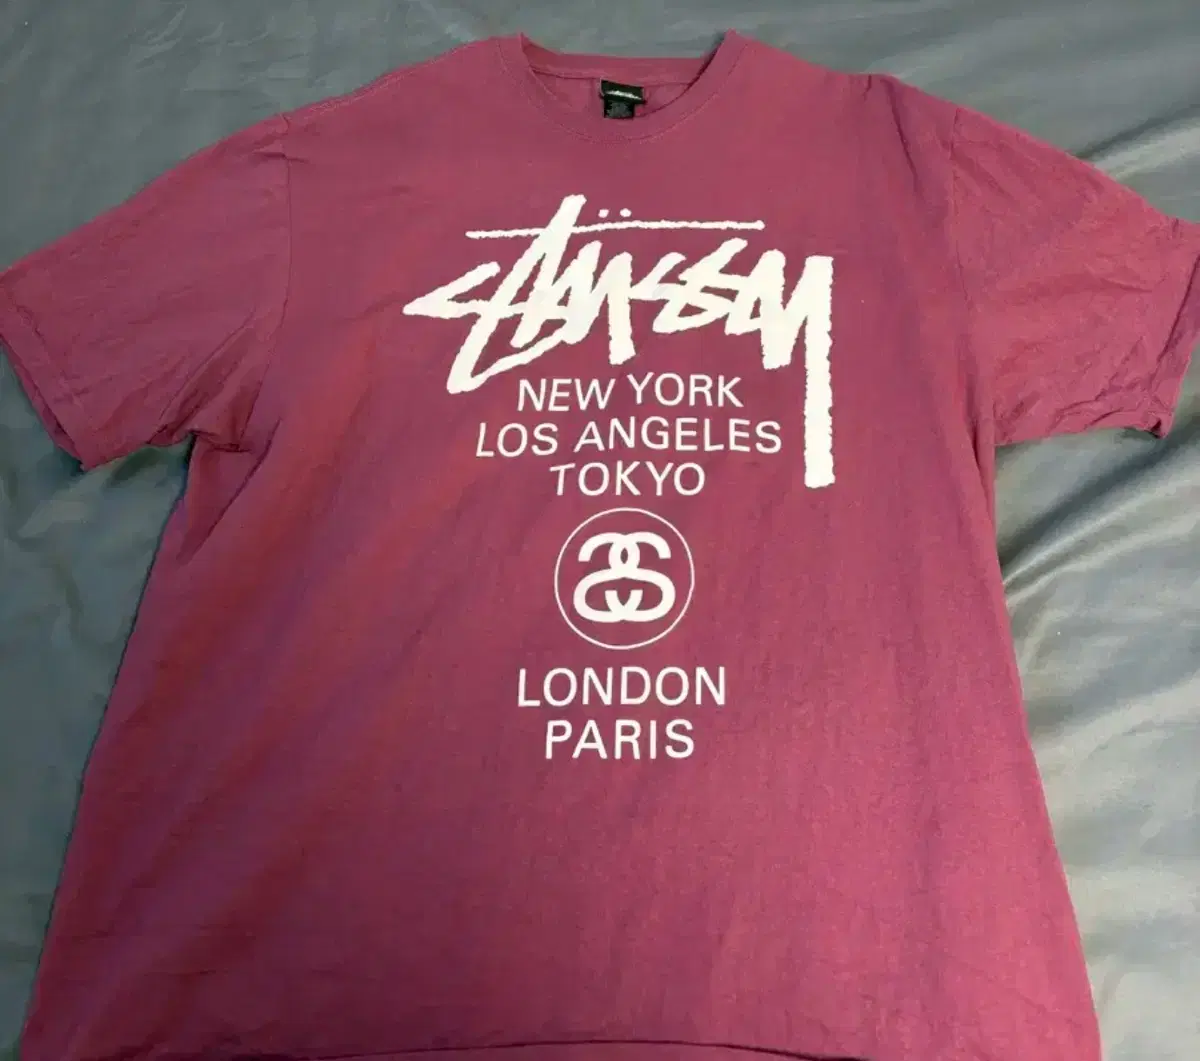 Stüssy
NEW YORK
LOS ANGELES
TOKYO
LONDON
PARIS